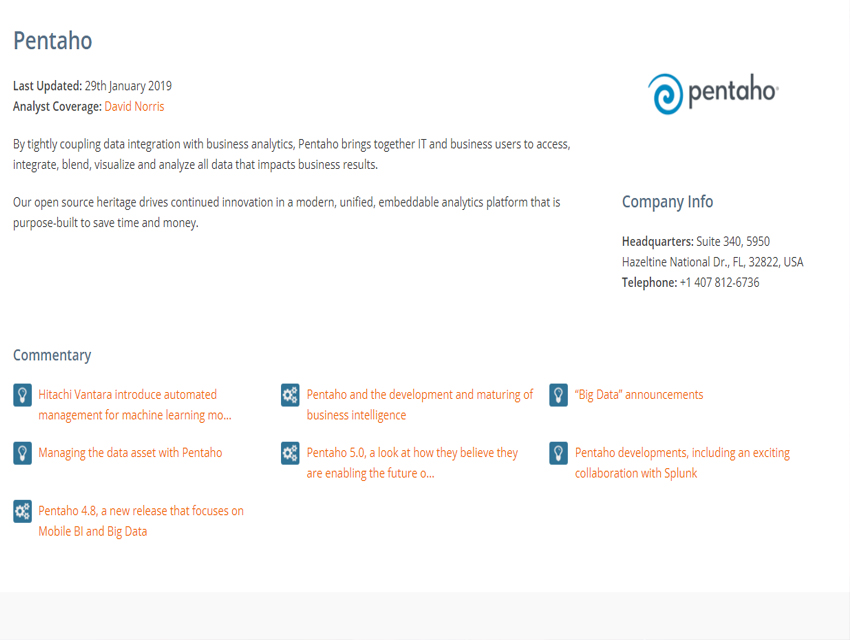 Pentaho
Last Updated: 29th January 2019
Analyst Coverage: David Norris
By tightly coupling data integration with business analytics, Pentaho brings together IT and business users to access,
integrate, blend, visualize and analyze all data that impacts business results.
Our open source heritage drives continued innovation in a modern, unified, embeddable analytics platform that is
purpose-built to save time and money.
pentaho
Company Info
Headquarters: Suite 340, 5950
Hazeltine National Dr., FL, 32822, USA
Telephone: +1 407 812-6736
Commentary
Hitachi Vantara introduce automated
management for machine learning mo...
Pentaho and the development and maturing of
business intelligence
“Big Data” announcements
Managing the data asset with Pentaho
Pentaho 5.0, a look at how they believe they
are enabling the future o...
Pentaho developments, including an exciting
collaboration with Splunk
Pentaho 4.8, a new release that focuses on
Mobile BI and Big Data